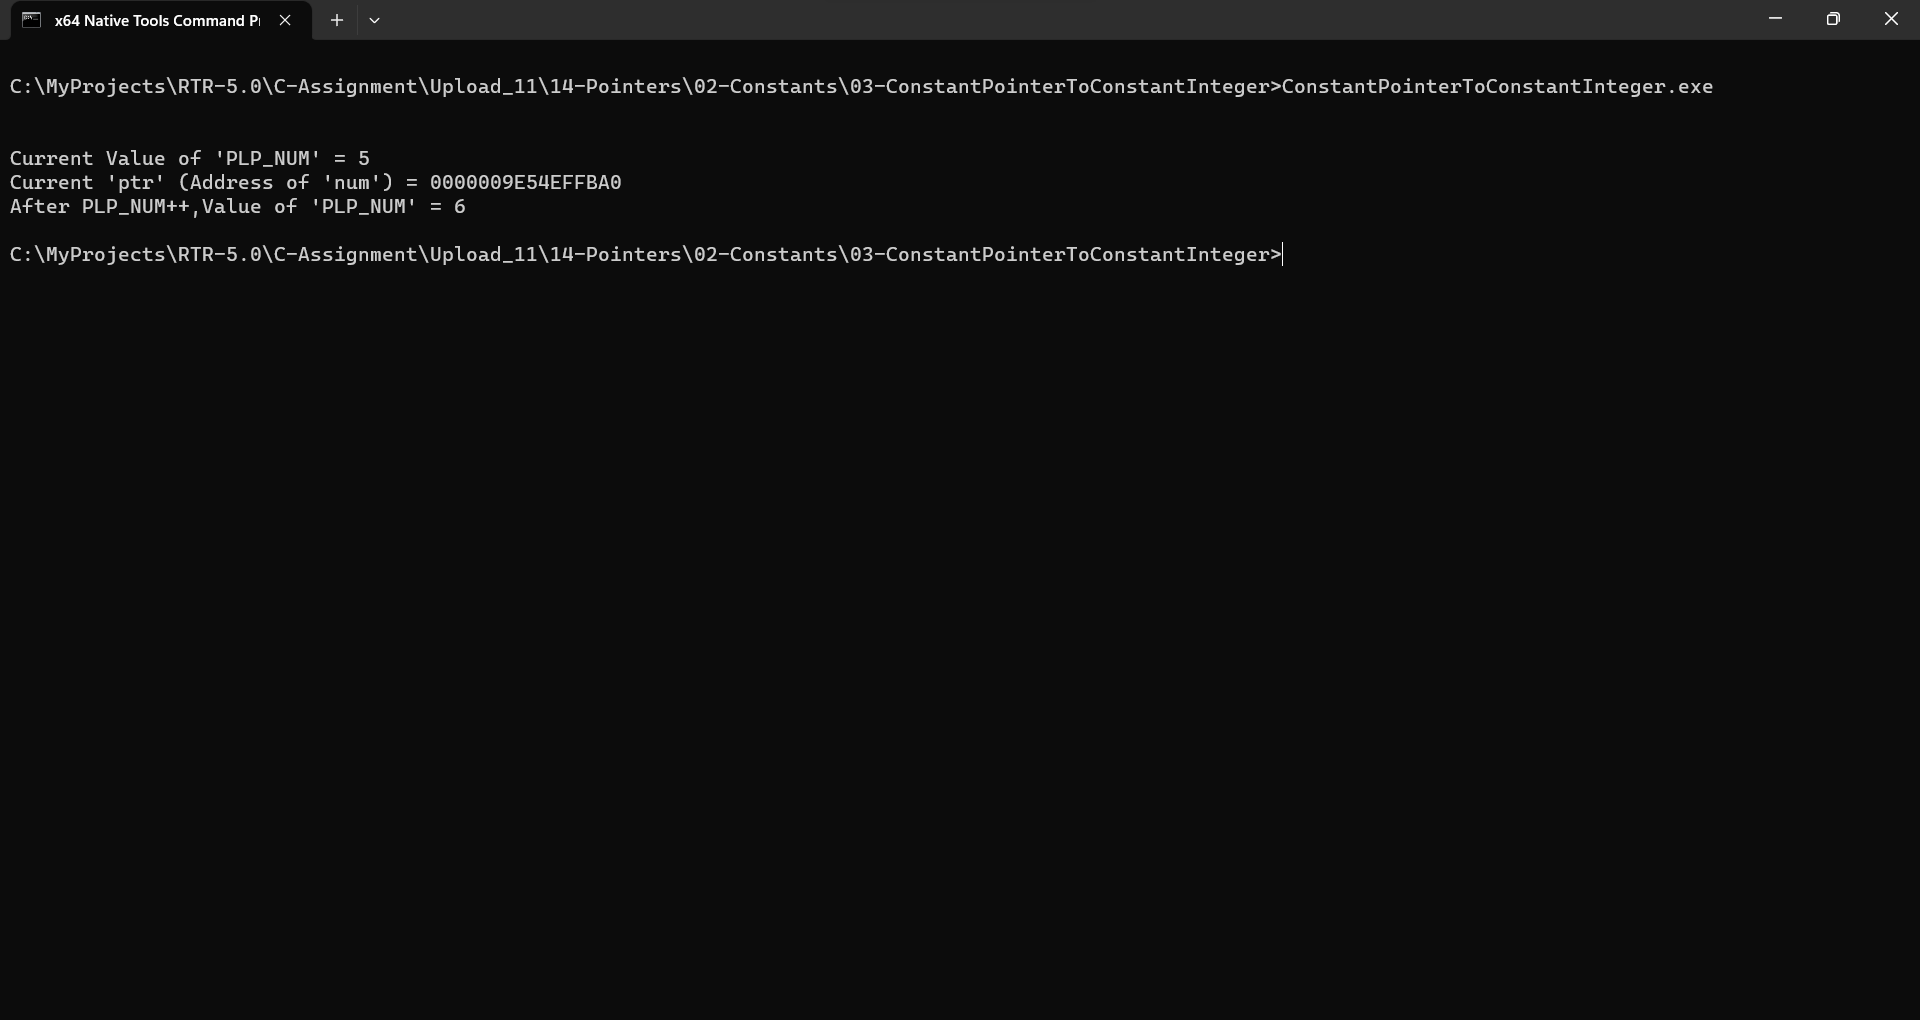 x64 Native Tools Command P
C:\MyProjects\RTR-5.0\C-Assignment\Upload_11\14-Pointers\02-Constants\03-ConstantPointerToConstantInteger>ConstantPointerToConstantInteger.exe
Current Value of 'PLP_NUM' = 5
Current 'ptr' (Address of 'num') = 0000009E54EFFBA0
After PLP_NUM++,Value of 'PLP_NUM' = 6
C:\MyProjects\RTR-5.0\C-Assignment\Upload_11\14-Pointers\02-Constants\03-ConstantPointerToConstantInteger>